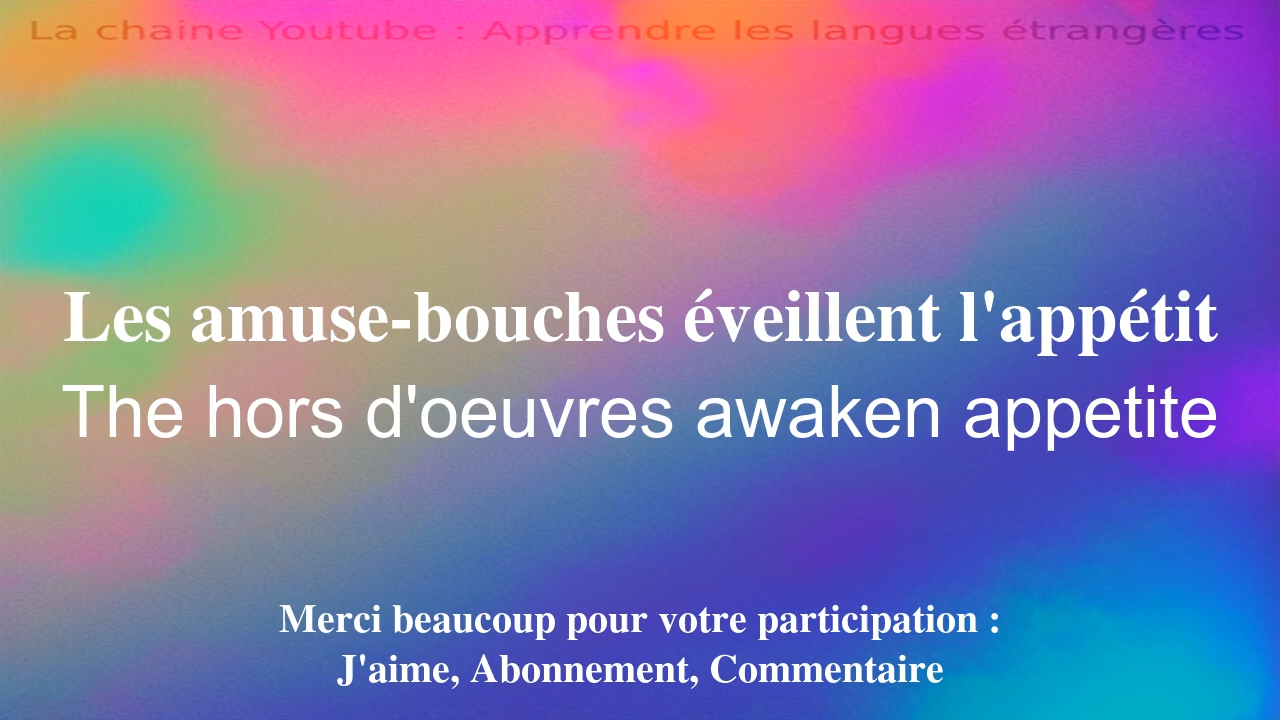 La chaine Youtube : Apprendre les langues étrangères
Les amuse-bouches éveillent l'appétit
The hors d'oeuvres awaken appetite
Merci beaucoup pour votre participation :
J'aime, Abonnement, Commentaire